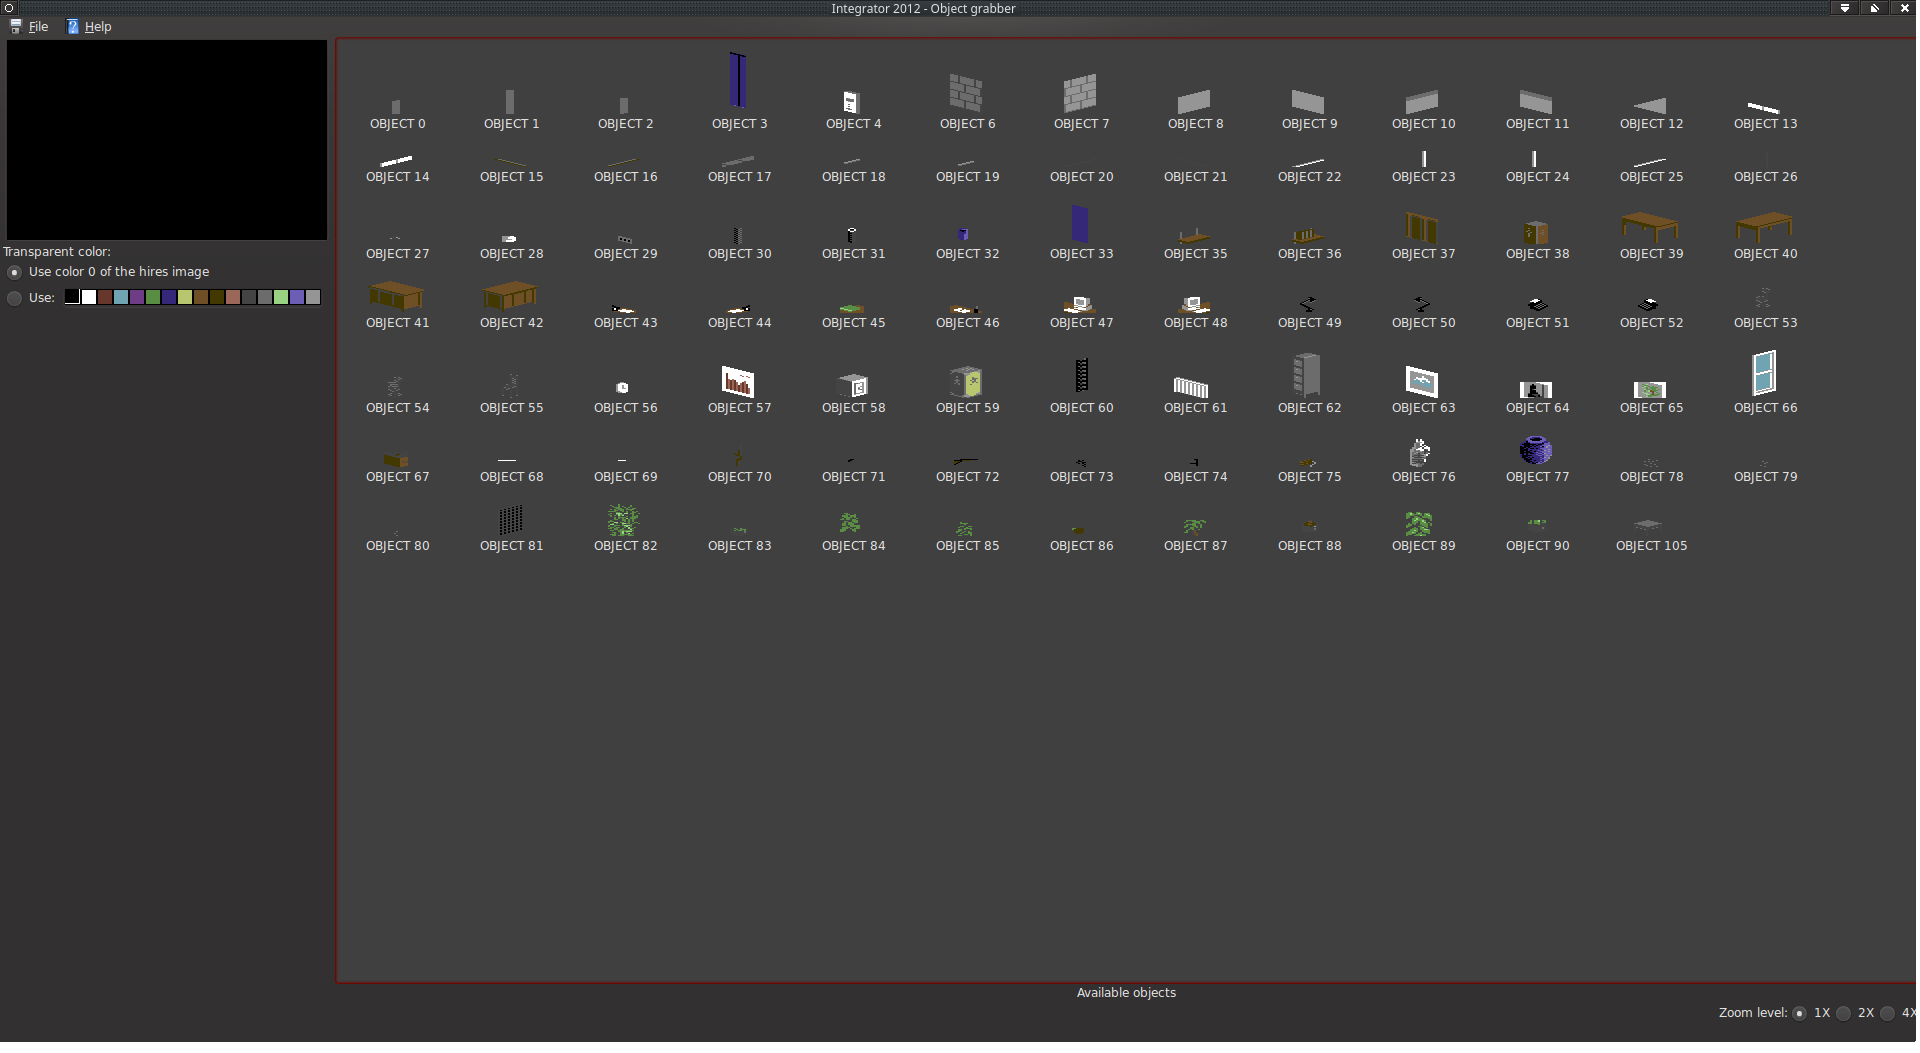 Integrator 2012 - Object grabber
File Help
OBJECT 0 OBJECT 1 OBJECT 2 OBJECT 3 OBJECT 4 OBJECT 6 OBJECT 7 OBJECT 8 OBJECT 9 OBJECT 10 OBJECT 11 OBJECT 12 OBJECT 13
OBJECT 14 OBJECT 15 OBJECT 16 OBJECT 17 OBJECT 18 OBJECT 19 OBJECT 20 OBJECT 21 OBJECT 22 OBJECT 23 OBJECT 24 OBJECT 25 OBJECT 26
Transparent color:
Use color 0 of the hires image
Use:
OBJECT 27 OBJECT 28 OBJECT 29 OBJECT 30 OBJECT 31 OBJECT 32 OBJECT 33 OBJECT 35 OBJECT 36 OBJECT 37 OBJECT 38 OBJECT 39 OBJECT 40
OBJECT 41 OBJECT 42 OBJECT 43 OBJECT 44 OBJECT 45 OBJECT 46 OBJECT 47 OBJECT 48 OBJECT 49 OBJECT 50 OBJECT 51 OBJECT 52 OBJECT 53
OBJECT 54 OBJECT 55 OBJECT 56 OBJECT 57 OBJECT 58 OBJECT 59 OBJECT 60 OBJECT 61 OBJECT 62 OBJECT 63 OBJECT 64 OBJECT 65 OBJECT 66
OBJECT 67 OBJECT 68 OBJECT 69 OBJECT 70 OBJECT 71 OBJECT 72 OBJECT 73 OBJECT 74 OBJECT 75 OBJECT 76 OBJECT 77 OBJECT 78 OBJECT 79
OBJECT 80 OBJECT 81 OBJECT 82 OBJECT 83 OBJECT 84 OBJECT 85 OBJECT 86 OBJECT 87 OBJECT 88 OBJECT 89 OBJECT 90 OBJECT 105
Available objects
Zoom level: 1X 2X 4X